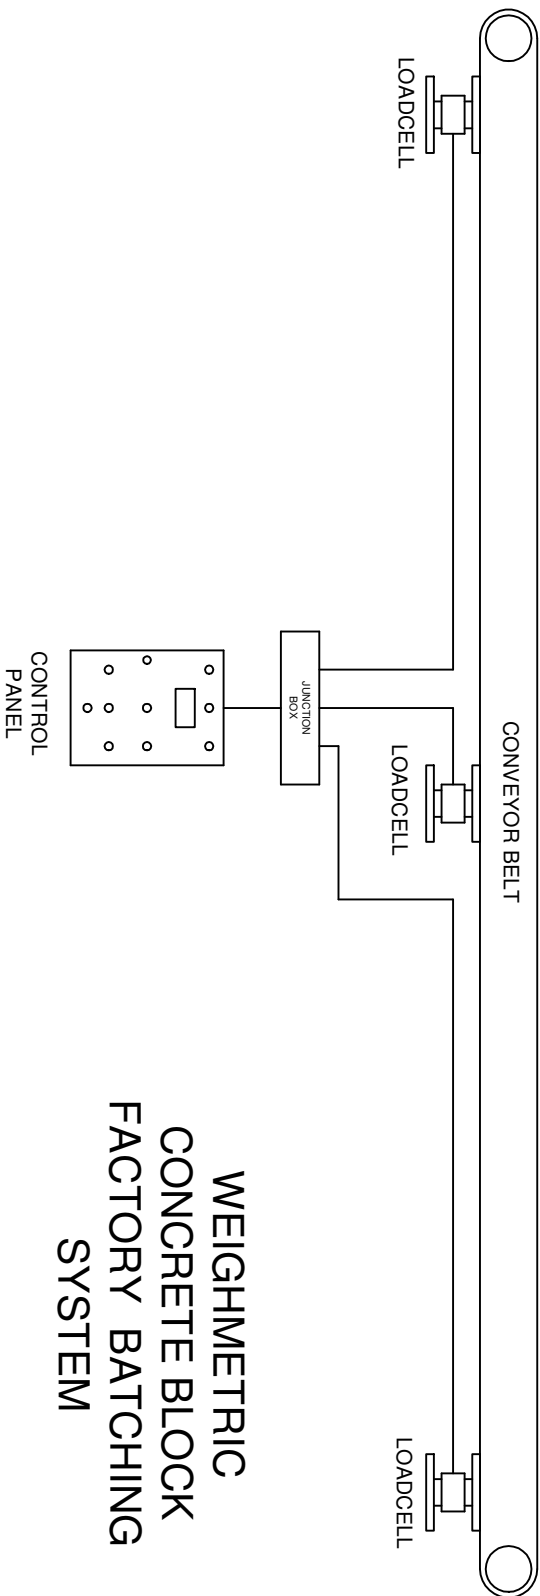 CONVEYOR BELT
LOADCELL
LOADCELL
LOADCELL
JUNCTION
BOX
CONTROL
PANEL
WEIGHMETRIC
CONCRETE BLOCK
FACTORY BATCHING
SYSTEM